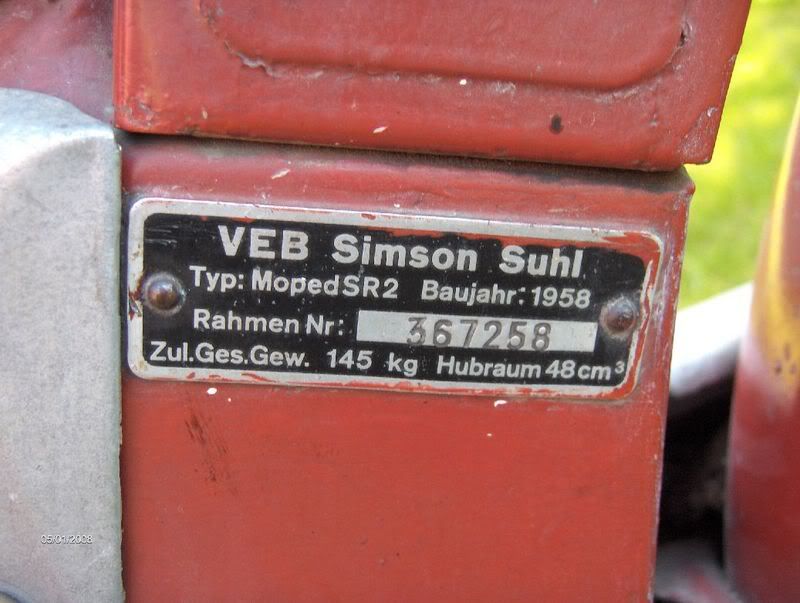 VEB Simson Suhl
Typ: Moped SR2 Baujahr: 1958
Rahmen Nr: 367258
Zul.Ges.Gew. 145 kg Hubraum 48 cm³
05/01/2008